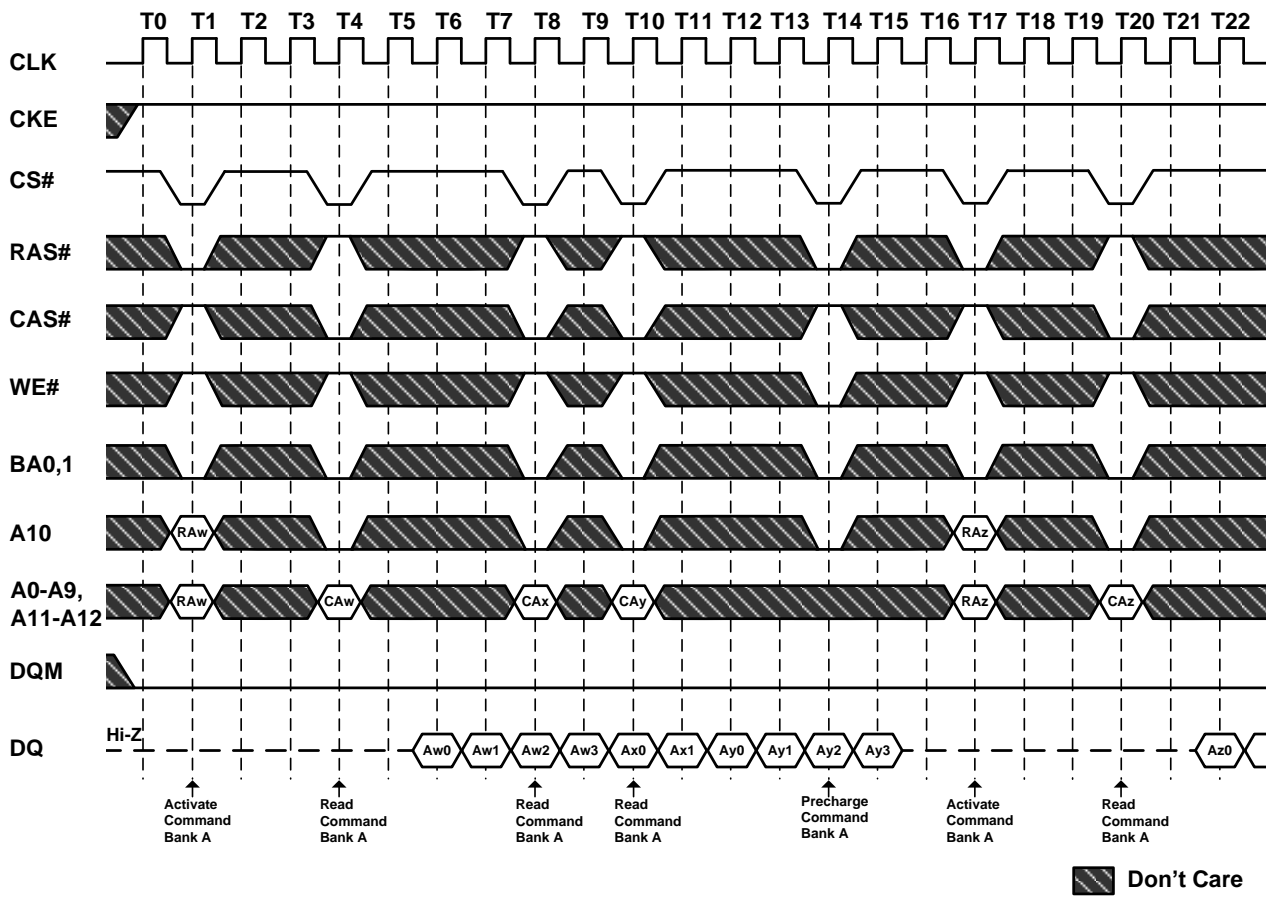 T0 T1 T2 T3 T4 T5 T6 T7 T8 T9 T10 T11 T12 T13 T14 T15 T16 T17 T18 T19 T20 T21 T22
CLK
CKE
CS#
RAS#
CAS#
WE#
BA0,1
A10
RAw RAz
A0-A9,
A11-A12
RAw CAw CAx CAy RAz CAz
DQM
DQ
Hi-Z
Aw0 Aw1 Aw2 Aw3 Ax0 Ax1 Ay0 Ay1 Ay2 Ay3 Az0
Activate
Command
Bank A
Read
Command
Bank A
Read
Command
Bank A
Read
Command
Bank A
Precharge
Command
Bank A
Activate
Command
Bank A
Read
Command
Bank A
Don't Care